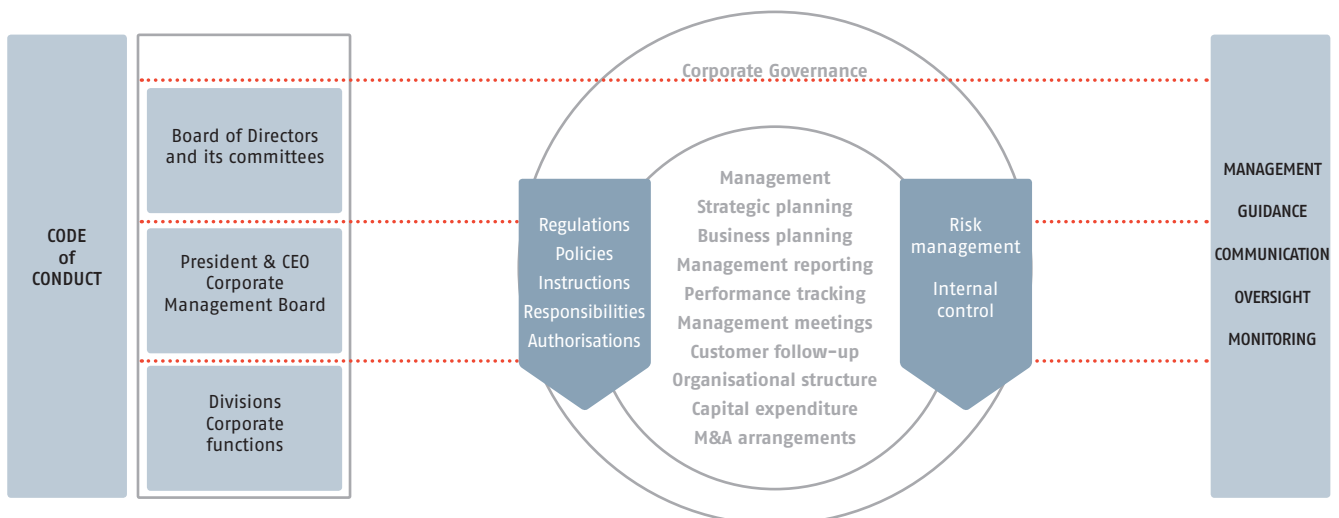 CODE
of
CONDUCT
Board of Directors
and its committees
President & CEO
Corporate
Management Board
Divisions
Corporate
functions
Corporate Governance
Regulations
Policies
Instructions
Responsibilities
Authorisations
Management
Strategic planning
Business planning
Management reporting
Performance tracking
Management meetings
Customer follow-up
Organisational structure
Capital expenditure
M&A arrangements
Risk
management
Internal
control
MANAGEMENT
GUIDANCE
COMMUNICATION
OVERSIGHT
MONITORING